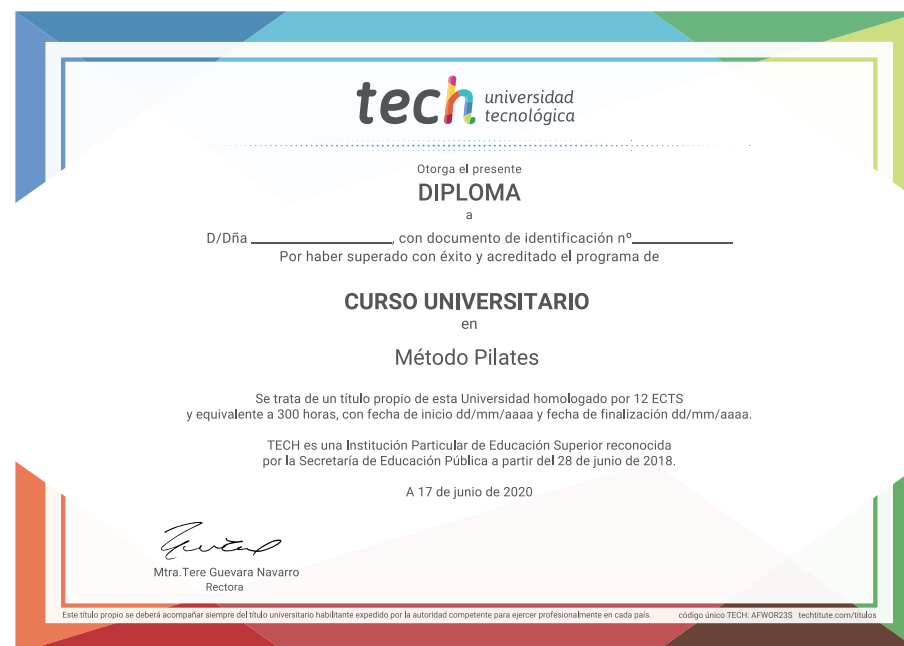 tech universidad
tecnológica
Otorga el presente
DIPLOMA
a
D/Dña ________________, con documento de identificación nº____________
Por haber superado con éxito y acreditado el programa de
CURSO UNIVERSITARIO
en
Método Pilates
Se trata de un título propio de esta Universidad homologado por 12 ECTS
y equivalente a 300 horas, con fecha de inicio dd/mm/aaaa y fecha de finalización dd/mm/aaaa.
TECH es una Institución Particular de Educación Superior reconocida
por la Secretaría de Educación Pública a partir del 28 de junio de 2018.
A 17 de junio de 2020
Mtra.Tere Guevara Navarro
Rectora
Este título propio se deberá acompañar siempre del título universitario habilitante expedido por la autoridad competente para ejercer profesionalmente en cada país. código único TECH: AFWOR23S techtitute.com/titulos